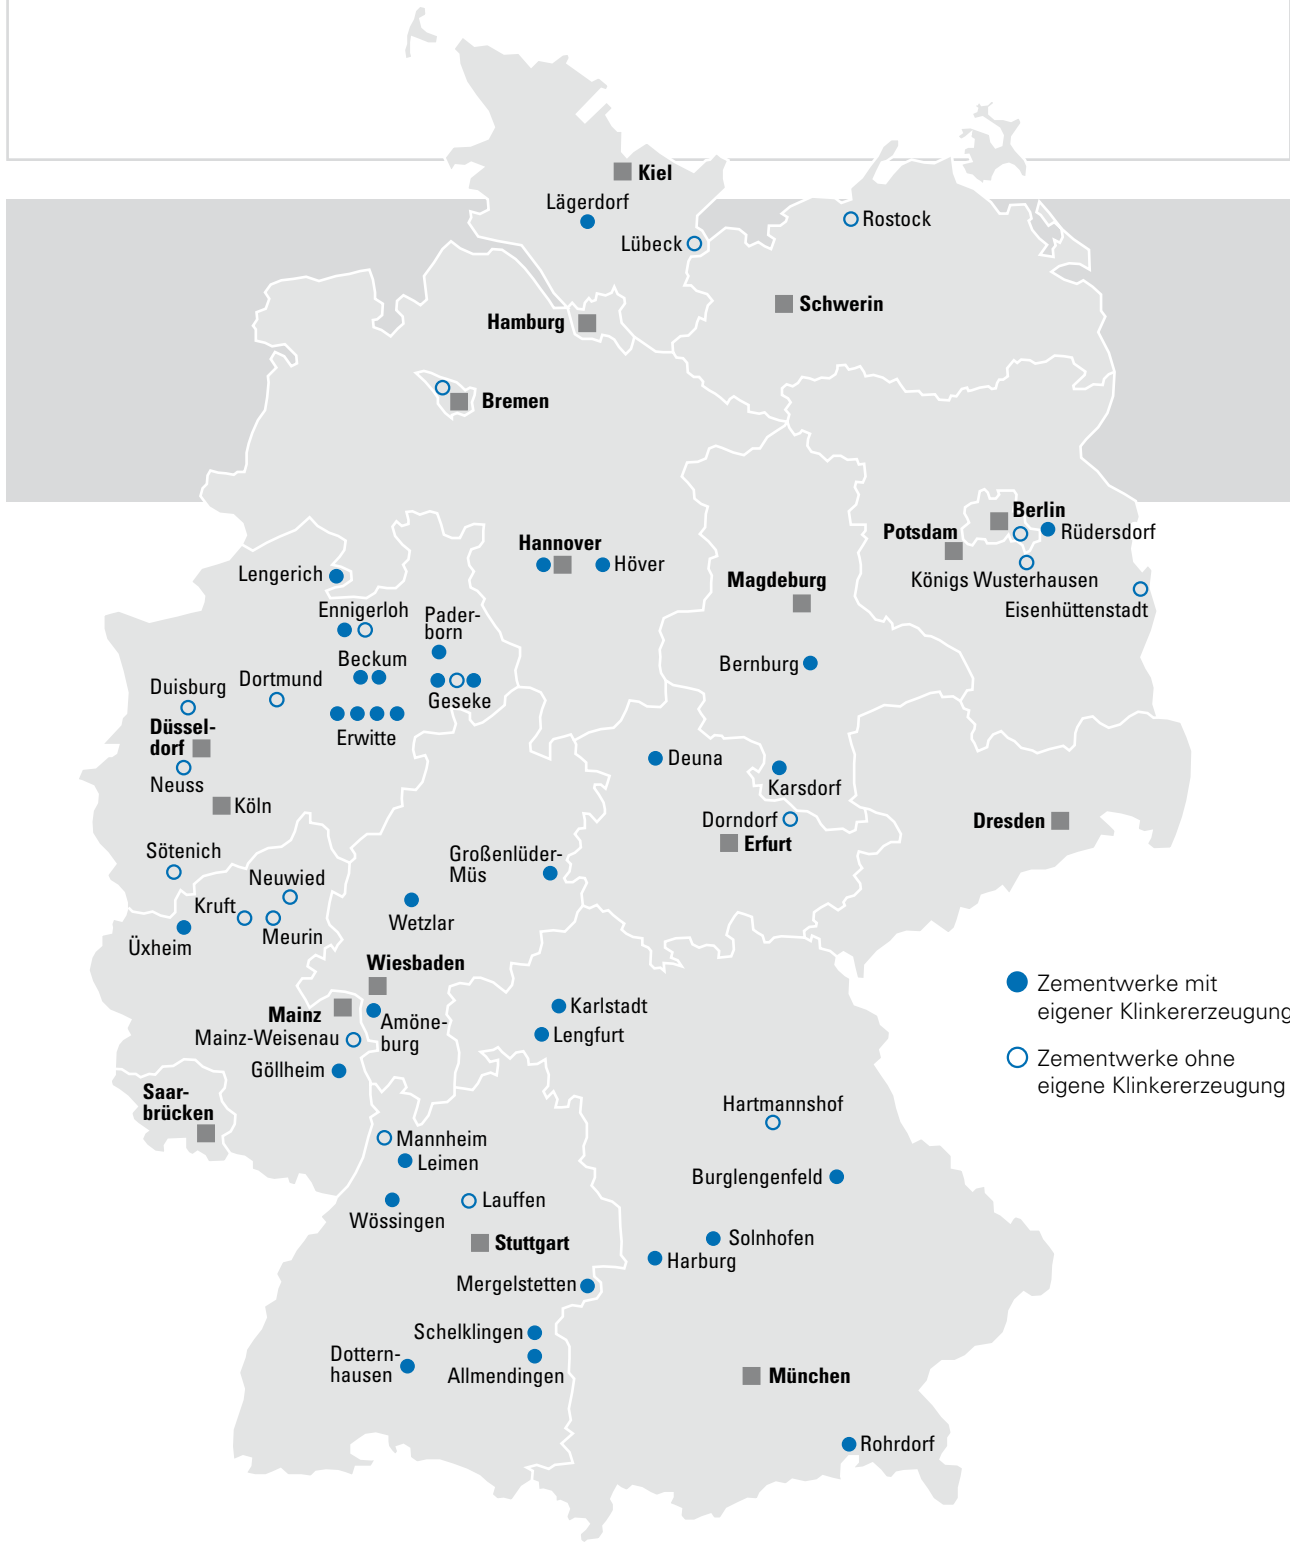 Kiel
Lägerdorf
Rostock
Lübeck
Schwerin
Hamburg
Bremen
Berlin
Potsdam
Rüdersdorf
Hannover
Höver
Königs Wusterhausen
Lengerich
Magdeburg
Eisenhüttenstadt
Ennigerloh
Pader-
born
Beckum
Bernburg
Duisburg
Dortmund
Geseke
Düssel-
dorf
Erwitte
Deuna
Neuss
Karsdorf
Köln
Dorndorf
Dresden
Erfurt
Sötenich
Großenlüder-
Müs
Neuwied
Kruft
Wetzlar
Meurin
Üxheim
Wiesbaden
Zementwerke mit
eigener Klinkererzeugung
Karlstadt
Mainz
Amöne-
burg
Mainz-Weisenau
Lengfurt
Zementwerke ohne
eigene Klinkererzeugung
Göllheim
Saar-
brücken
Hartmannshof
Mannheim
Leimen
Burglengenfeld
Lauffen
Wössingen
Solnhofen
Stuttgart
Harburg
Mergelstetten
Schelklingen
Dottern-
hausen
Allmendingen
München
Rohrdorf